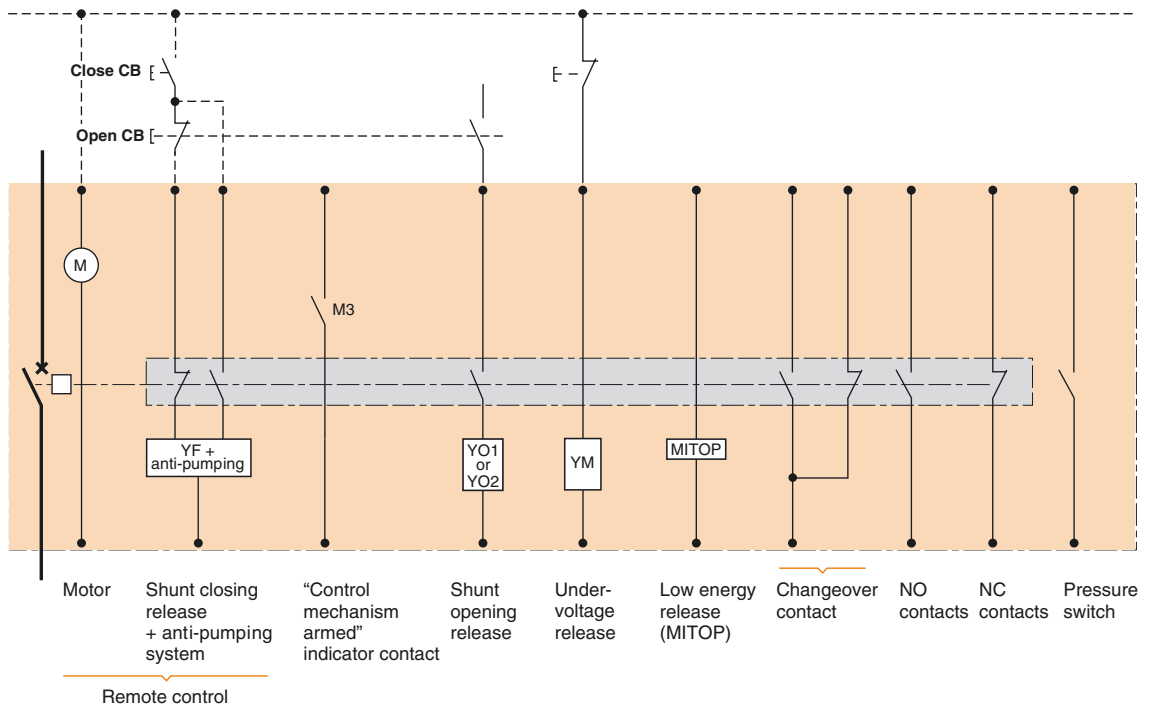 Close CB
Open CB
M
M3
YF +
anti-pumping
YO1
or
YO2
YM
MITOP
Motor
Shunt closing
release
+ anti-pumping
system
"Control
mechanism
armed"
indicator contact
Shunt
opening
release
Under-
voltage
release
Low energy
release
(MITOP)
Changeover
contact
NO
contacts
NC
contacts
Pressure
switch
Remote control